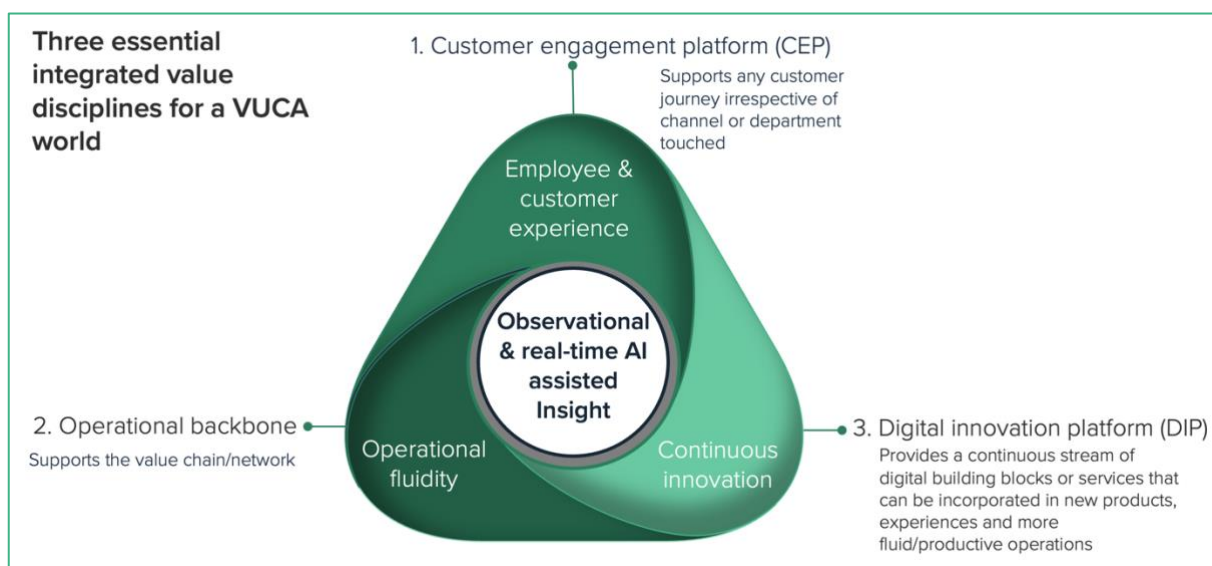 Three essential
integrated value
disciplines for a VUCA
world
1. Customer engagement platform (CEP)
Supports any customer
journey irrespective of
channel or department
touched
Employee &
customer
experience
Observational
& real-time AI
assisted
Insight
2. Operational backbone
Supports the value chain/network
Operational
fluidity
Continuous
innovation
3. Digital innovation platform (DIP)
Provides a continuous stream of
digital building blocks or services that
can be incorporated in new products,
experiences and more
fluid/productive operations